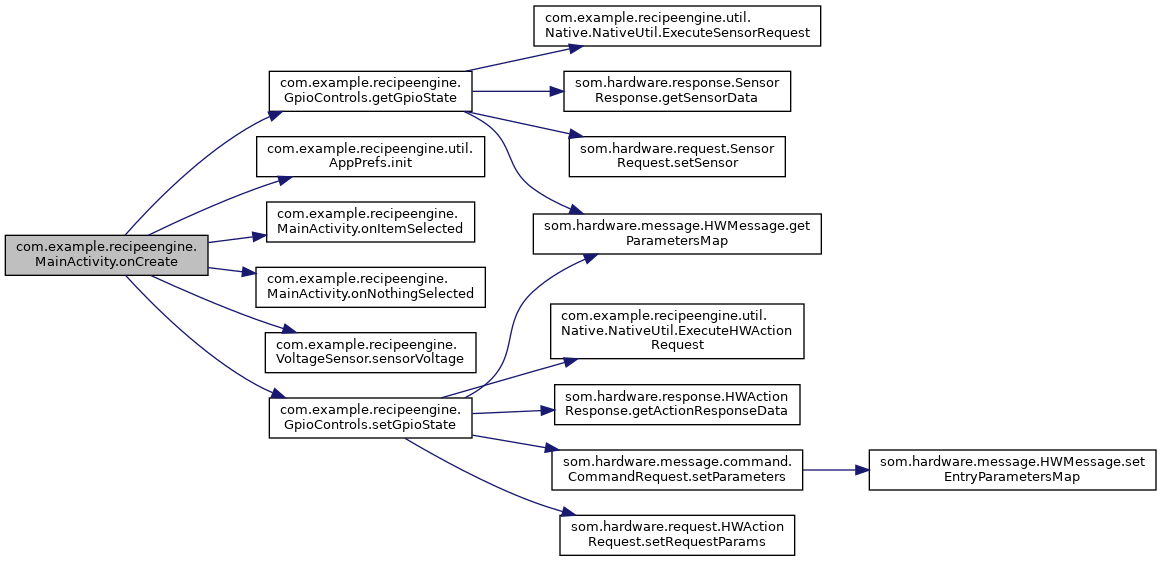 com.example.recipeengine.util.
Native.NativeUtil.ExecuteSensorRequest
com.example.recipeengine.
GpioControls.getGpioState
som.hardware.response.Sensor
Response.getSensorData
com.example.recipeengine.util.
AppPrefs.init
som.hardware.request.Sensor
Request.setSensor
com.example.recipeengine.
MainActivity.onItemSelected
som.hardware.message.HWMessage.get
ParametersMap
com.example.recipeengine.
MainActivity.onCreate
com.example.recipeengine.
MainActivity.onNothingSelected
com.example.recipeengine.util.
Native.NativeUtil.ExecuteHWAction
Request
com.example.recipeengine.
VoltageSensor.sensorVoltage
som.hardware.response.HWAction
Response.getActionResponseData
com.example.recipeengine.
GpioControls.setGpioState
som.hardware.message.command.
CommandRequest.setParameters
som.hardware.message.HWMessage.set
EntryParametersMap
som.hardware.request.HWAction
Request.setRequestParams